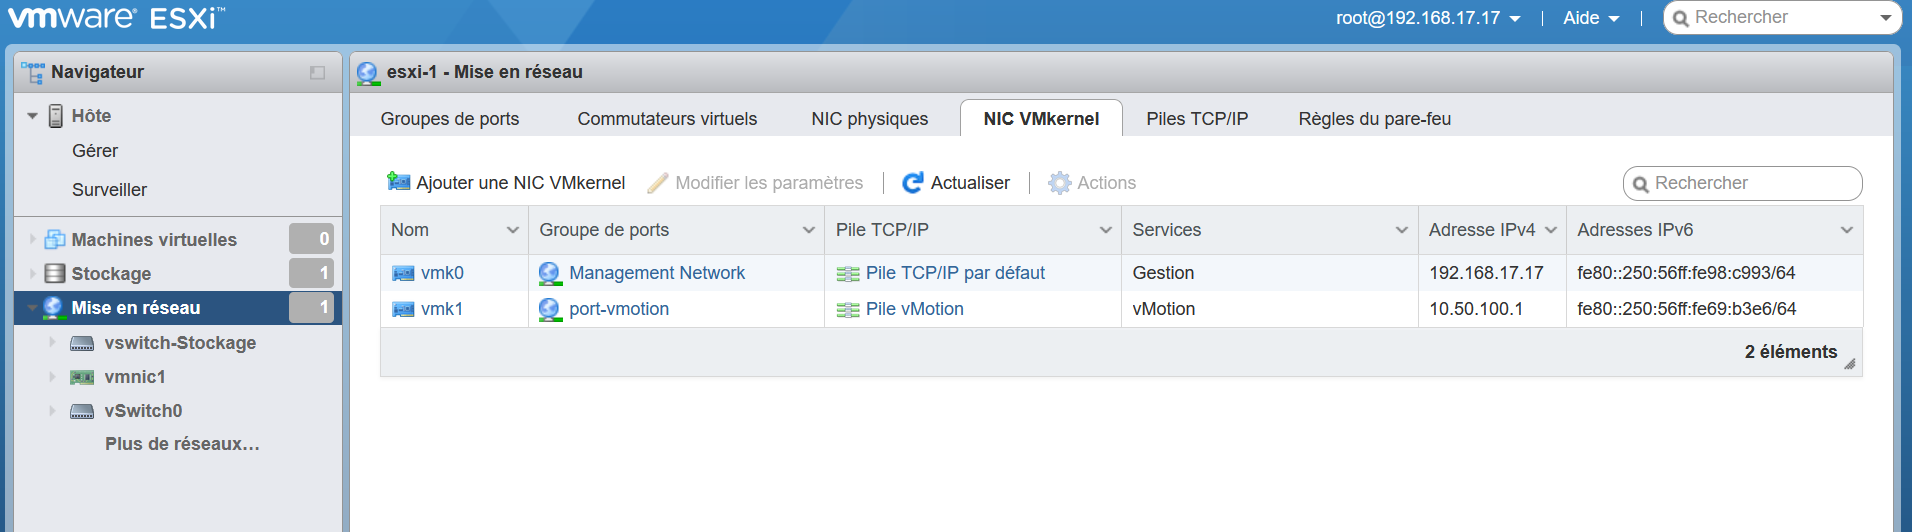 vmware® ESXi™
root@192.168.17.17 | Aide | Rechercher
Navigateur
esxi-1 - Mise en réseau
Hôte
Gérer
Surveiller
Machines virtuelles 0
Stockage 1
Mise en réseau 1
vswitch-Stockage
vmnic1
vSwitch0
Plus de réseaux...
Groupes de ports Commutateurs virtuels NIC physiques NIC VMkernel Piles TCP/IP Règles du pare-feu
Ajouter une NIC VMkernel Modifier les paramètres | Actualiser | Actions Rechercher
Nom Groupe de ports Pile TCP/IP Services Adresse IPv4 Adresses IPv6
vmk0 Management Network Pile TCP/IP par défaut Gestion 192.168.17.17 fe80::250:56ff:fe98:c993/64
vmk1 port-vmotion Pile vMotion vMotion 10.50.100.1 fe80::250:56ff:fe69:b3e6/64
2 éléments